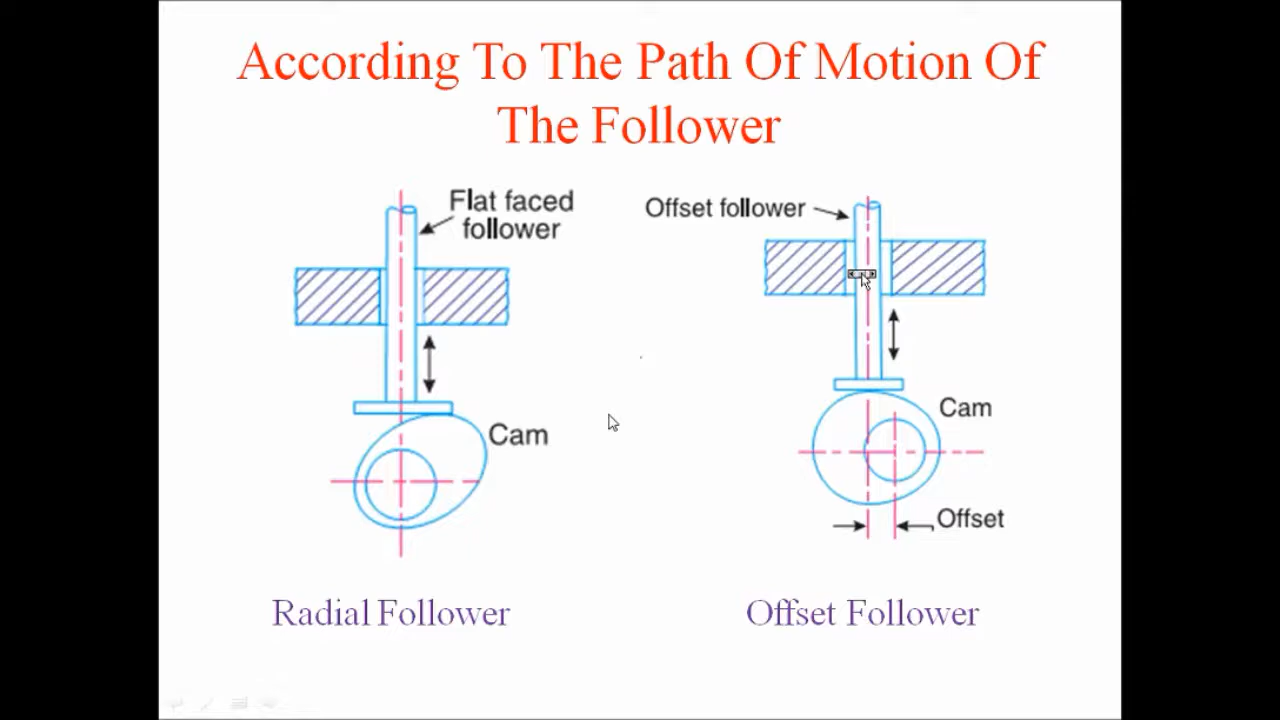 According To The Path Of Motion Of
The Follower
Flat faced
follower
Cam
Radial Follower
Offset follower
Cam
Offset
Offset Follower